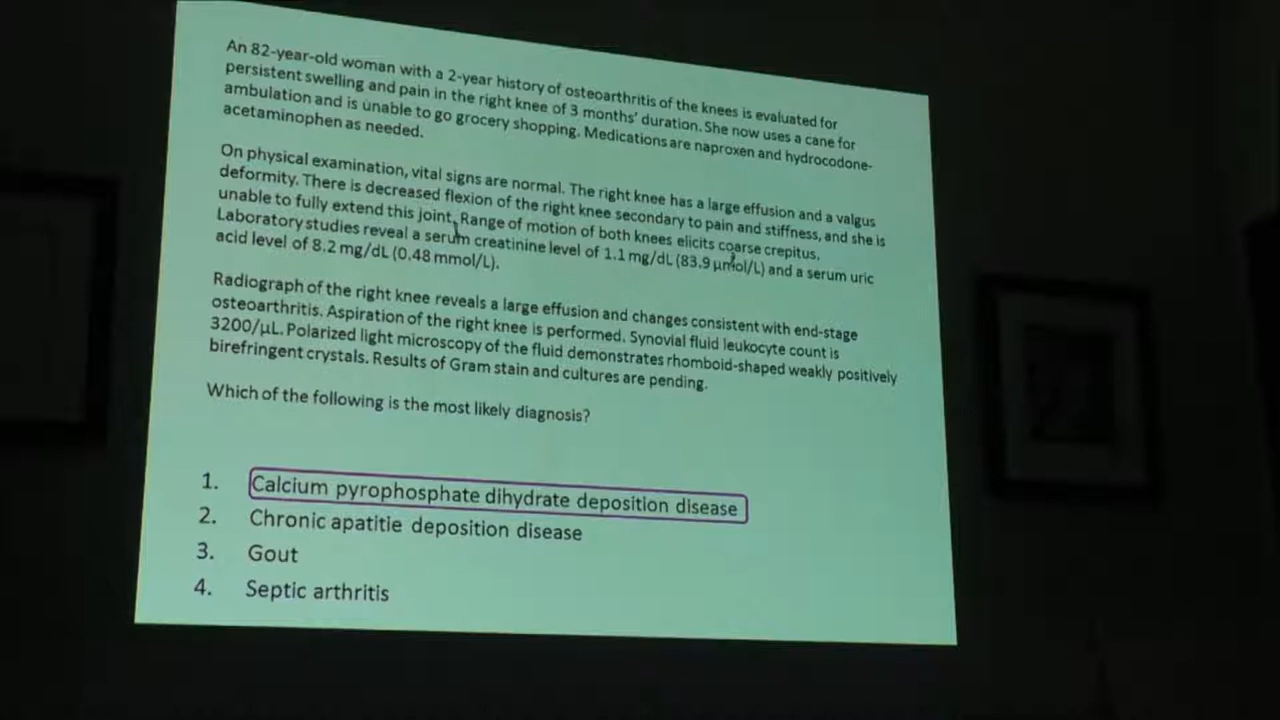 An 82-year-old woman with a 2-year history of osteoarthritis of the knees is evaluated for
persistent swelling and pain in the right knee of 3 months' duration. She now uses a cane for
ambulation and is unable to go grocery shopping. Medications are naproxen and hydrocodone-
acetaminophen as needed.
On physical examination, vital signs are normal. The right knee has a large effusion and a valgus
deformity. There is decreased flexion of the right knee secondary to pain and stiffness, and she is
unable to fully extend this joint. Range of motion of both knees elicits coarse crepitus.
Laboratory studies reveal a serum creatinine level of 1.1 mg/dL (83.9 µmol/L) and a serum uric
acid level of 8.2 mg/dL (0.48 mmol/L).
Radiograph of the right knee reveals a large effusion and changes consistent with end-stage
osteoarthritis. Aspiration of the right knee is performed. Synovial fluid leukocyte count is
3200/µL. Polarized light microscopy of the fluid demonstrates rhomboid-shaped weakly positively
birefringent crystals. Results of Gram stain and cultures are pending.
Which of the following is the most likely diagnosis?
1. Calcium pyrophosphate dihydrate deposition disease
2. Chronic apatitie deposition disease
3. Gout
4. Septic arthritis